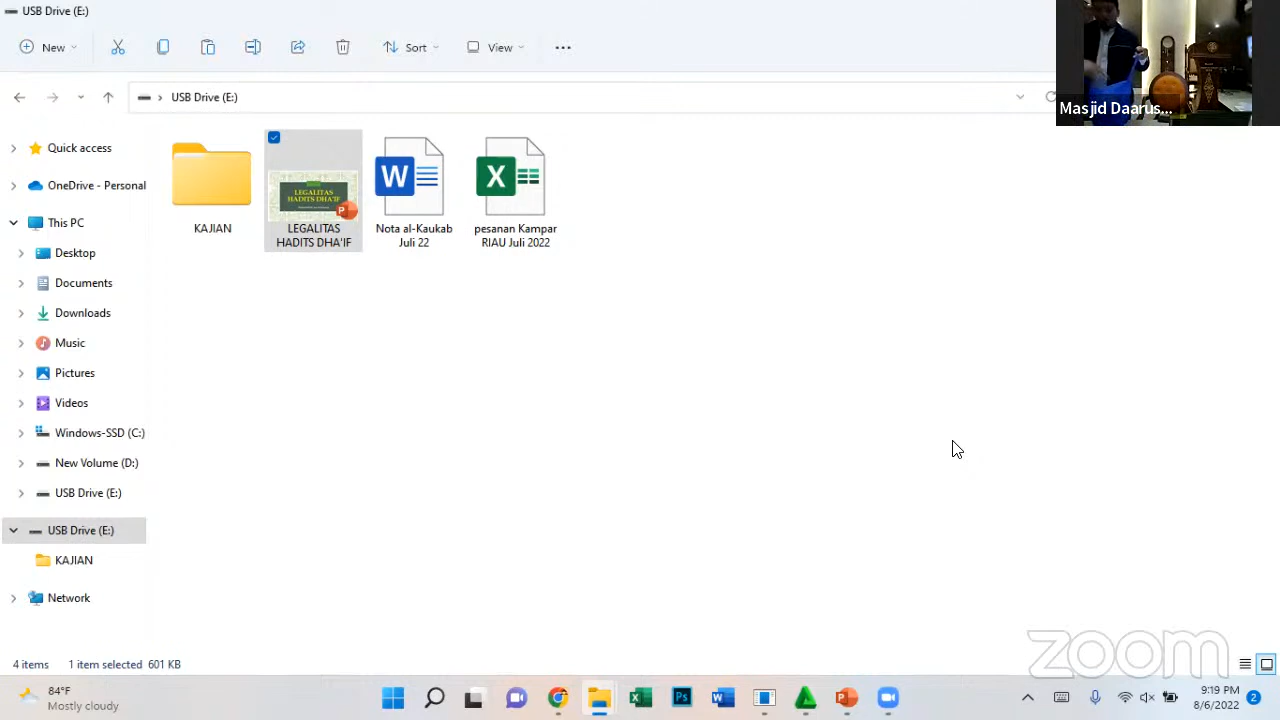 USB Drive (E:)
New
Sort
View
USB Drive (E:)
Masjid Daarus...
Quick access
OneDrive - Personal
This PC
Desktop
Documents
Downloads
Music
Pictures
Videos
Windows-SSD (C:)
New Volume (D:)
USB Drive (E:)
USB Drive (E:)
KAJIAN
Network
KAJIAN
LEGALITAS
HADITS DHA'IF
LEGALITAS
HADITS DHA'IF
Nota al-Kaukab
Juli 22
pesanan Kampar
RIAU Juli 2022
zoom
4 items
1 item selected 601 KB
84°F
Mostly cloudy
9:19 PM
8/6/2022
2